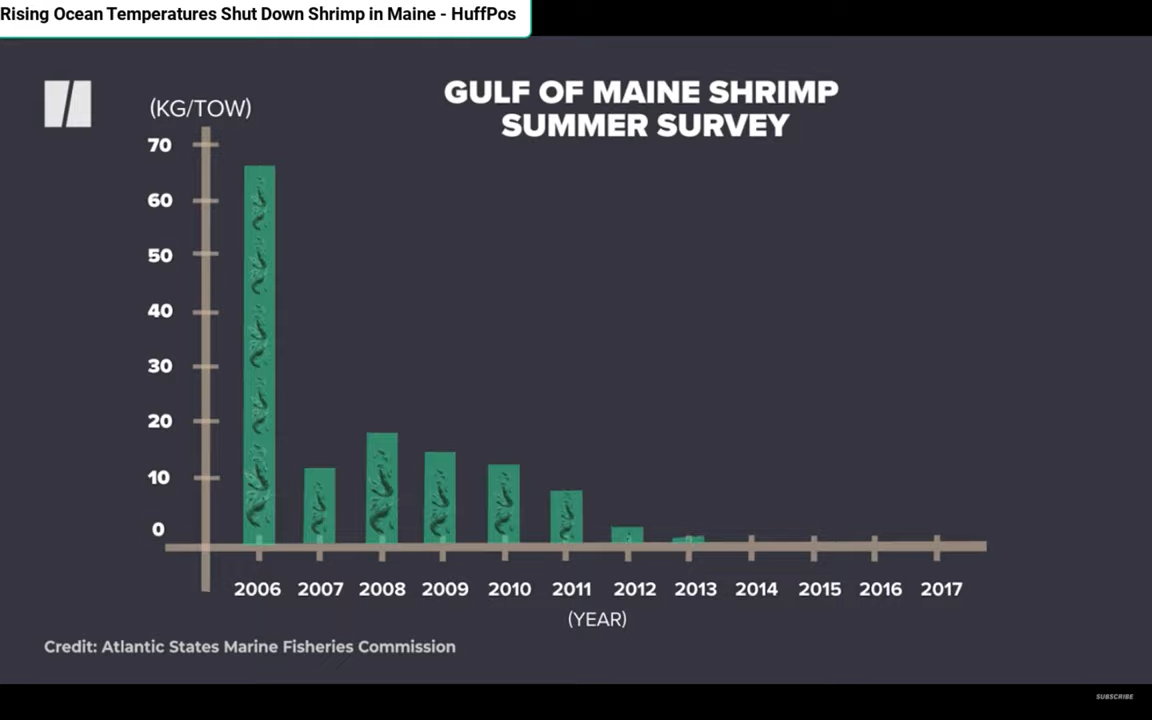 Rising Ocean Temperatures Shut Down Shrimp in Maine - HuffPos
GULF OF MAINE SHRIMP
SUMMER SURVEY
(KG/TOW)
70
60
50
40
30
20
10
0
2006 2007 2008 2009 2010 2011 2012 2013 2014 2015 2016 2017
(YEAR)
Credit: Atlantic States Marine Fisheries Commission
SUBSCRIBE